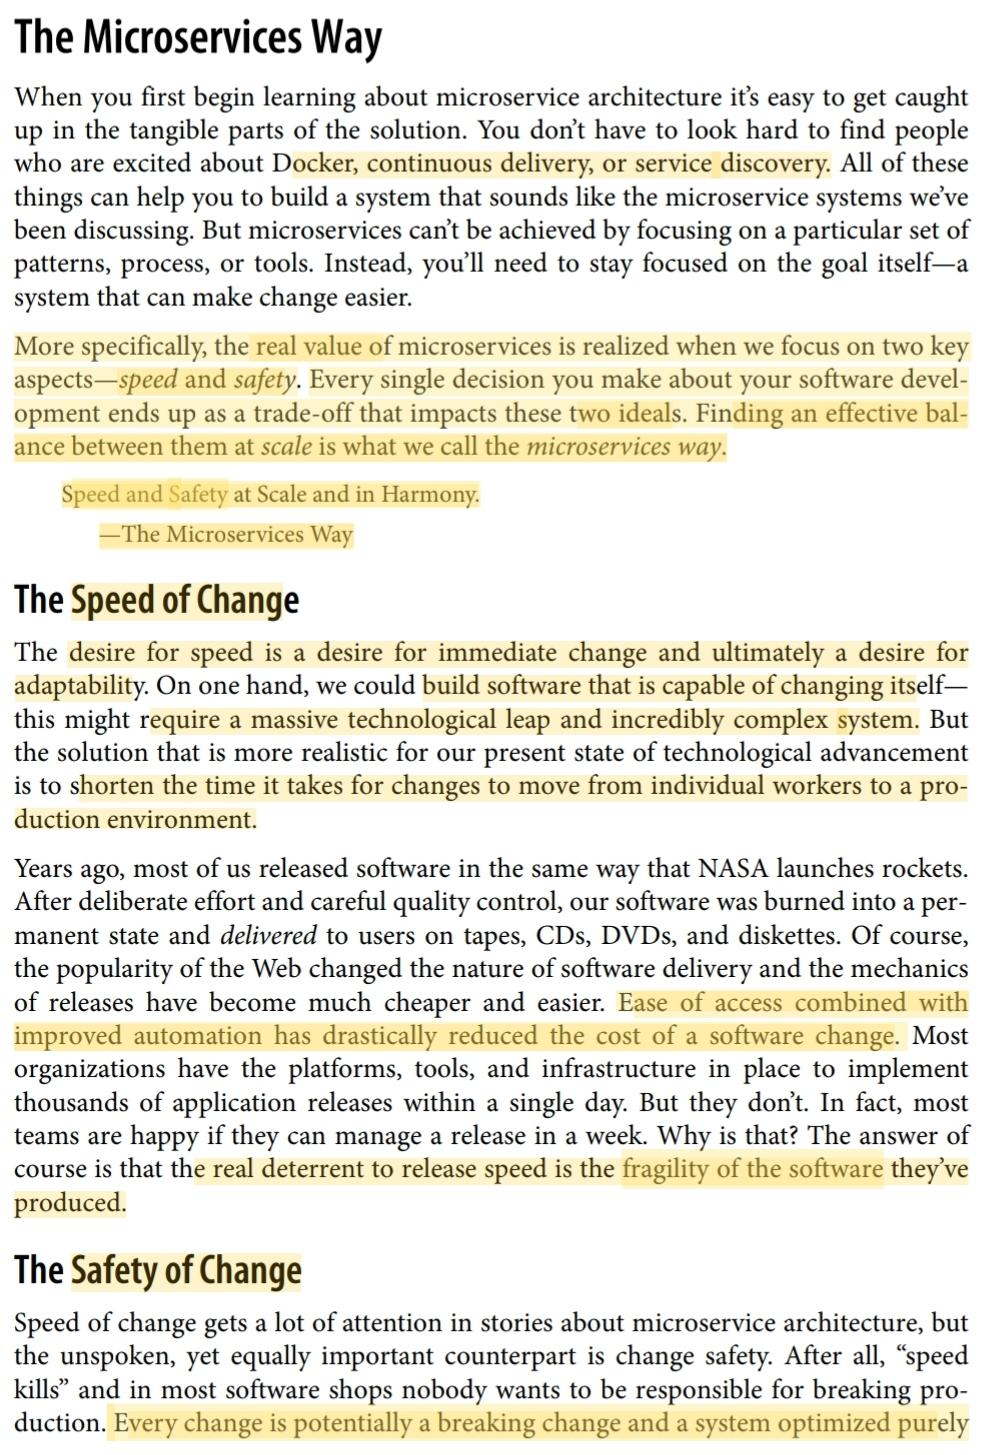 The Microservices Way
When you first begin learning about microservice architecture it’s easy to get caught
up in the tangible parts of the solution. You don’t have to look hard to find people
who are excited about Docker, continuous delivery, or service discovery. All of these
things can help you to build a system that sounds like the microservice systems we’ve
been discussing. But microservices can’t be achieved by focusing on a particular set of
patterns, process, or tools. Instead, you’ll need to stay focused on the goal itself—a
system that can make change easier.
More specifically, the real value of microservices is realized when we focus on two key
aspects—speed and safety. Every single decision you make about your software devel-
opment ends up as a trade-off that impacts these two ideals. Finding an effective bal-
ance between them at scale is what we call the microservices way.
Speed and Safety at Scale and in Harmony.
—The Microservices Way
The Speed of Change
The desire for speed is a desire for immediate change and ultimately a desire for
adaptability. On one hand, we could build software that is capable of changing itself—
this might require a massive technological leap and incredibly complex system. But
the solution that is more realistic for our present state of technological advancement
is to shorten the time it takes for changes to move from individual workers to a pro-
duction environment.
Years ago, most of us released software in the same way that NASA launches rockets.
After deliberate effort and careful quality control, our software was burned into a per-
manent state and delivered to users on tapes, CDs, DVDs, and diskettes. Of course,
the popularity of the Web changed the nature of software delivery and the mechanics
of releases have become much cheaper and easier. Ease of access combined with
improved automation has drastically reduced the cost of a software change. Most
organizations have the platforms, tools, and infrastructure in place to implement
thousands of application releases within a single day. But they don’t. In fact, most
teams are happy if they can manage a release in a week. Why is that? The answer of
course is that the real deterrent to release speed is the fragility of the software they’ve
produced.
The Safety of Change
Speed of change gets a lot of attention in stories about microservice architecture, but
the unspoken, yet equally important counterpart is change safety. After all, “speed
kills” and in most software shops nobody wants to be responsible for breaking pro-
duction. Every change is potentially a breaking change and a system optimized purely